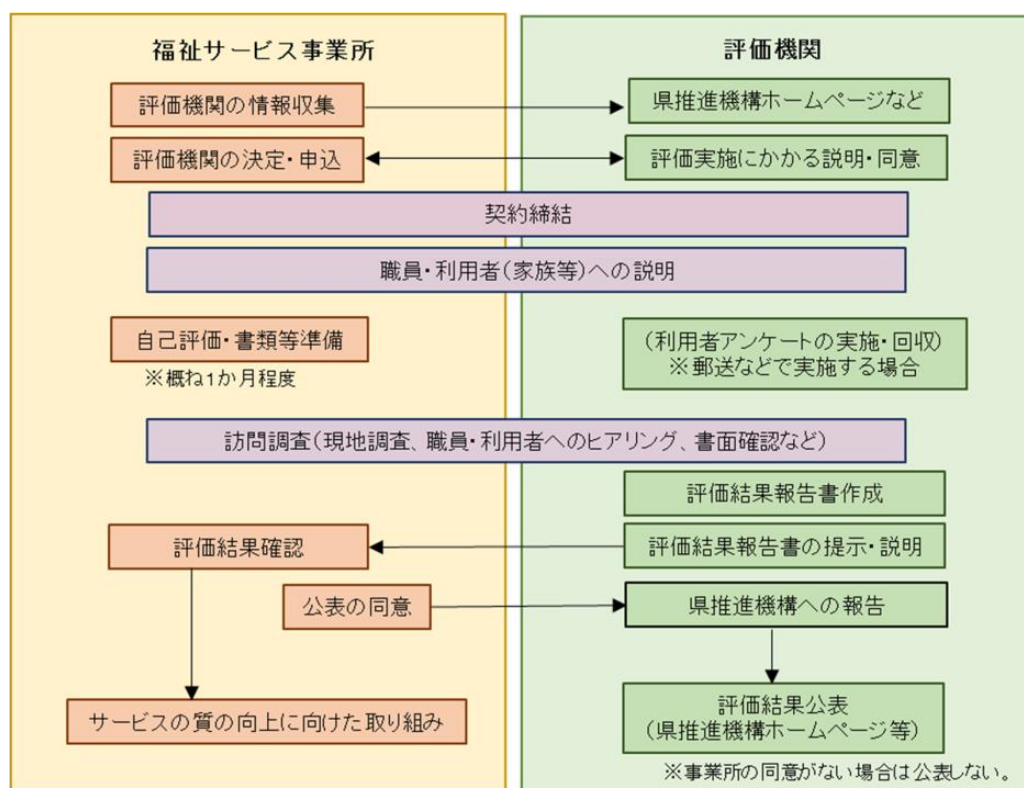 福祉サービス事業所
評価機関
評価機関の情報収集
県推進機構ホームページなど
評価機関の決定・申込
評価実施にかかる説明・同意
契約締結
職員・利用者(家族等)への説明
自己評価・書類等準備
※概ね1か月程度
(利用者アンケートの実施・回収)
※郵送などで実施する場合
訪問調査(現地調査、職員・利用者へのヒアリング、書面確認など)
評価結果報告書作成
評価結果確認
評価結果報告書の提示・説明
公表の同意
県推進機構への報告
サービスの質の向上に向けた取り組み
評価結果公表
(県推進機構ホームページ等)
※事業所の同意がない場合は公表しない。